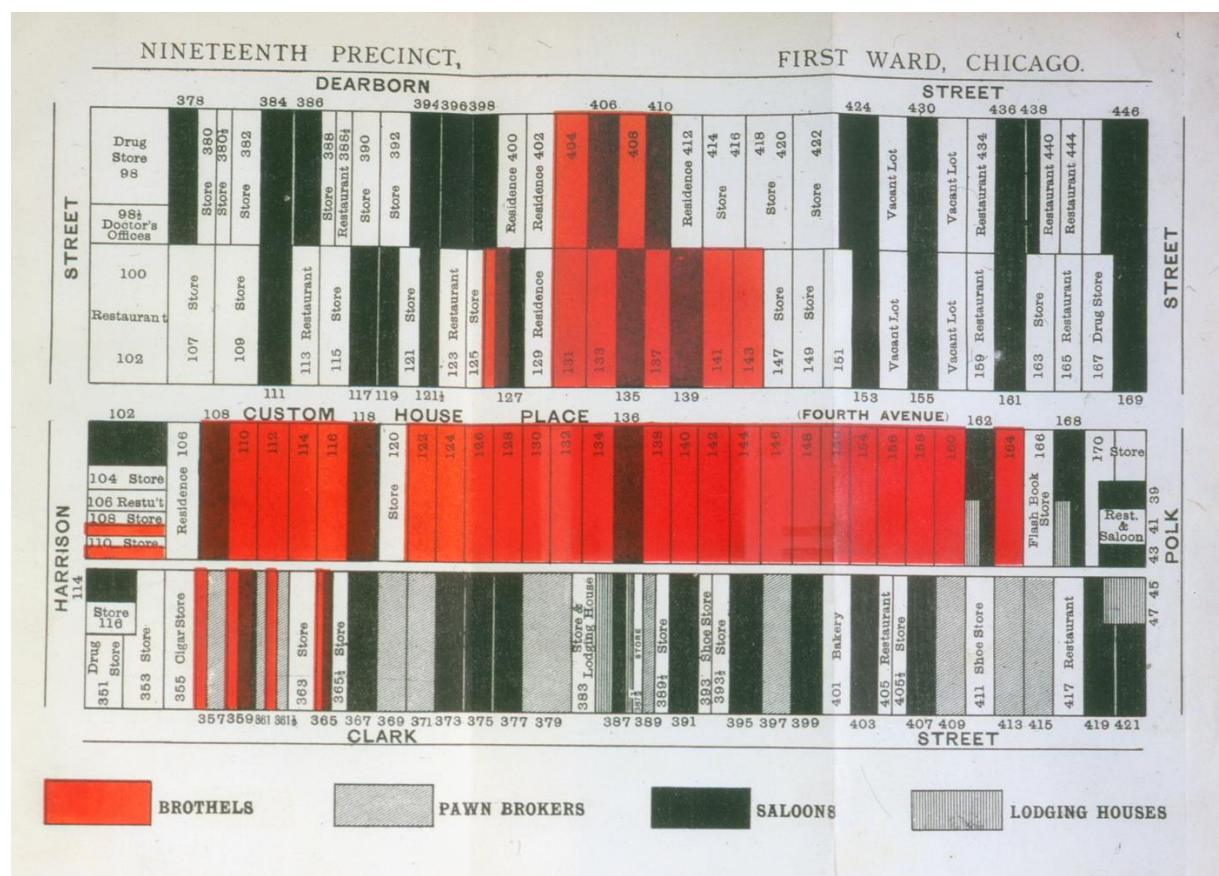 NINETEENTH PRECINCT,
FIRST WARD, CHICAGO.
DEARBORN
STREET
378
384
386
394
396
398
406
410
424
430
436
438
446
Drug
Store
98
98½
Doctor's
Offices
380
Store
380½
Store
382
Store
388
Store
Restaurant 388½
390
Store
392
Store
Residence 400
Residence 402
404
408
Residence 412
414
Store
416
418
420
Store
422
Store
Vacant Lot
Vacant Lot
Restaurant 434
Restaurant 440
Restaurant 444
STREET
STREET
100
Restaurant
102
107 Store
109 Store
113 Restaurant
115 Store
121 Store
123 Restaurant
125 Store
129 Residence
131
133
137
141
143
147 Store
149 Store
151
Vacant Lot
Vacant Lot
159 Restaurant
163 Store
165 Restaurant
167 Drug Store
111
117
119
121½
127
135
139
153
155
161
169
102
108
CUSTOM
118
HOUSE
PLACE
136
(FOURTH AVENUE)
162
168
104 Store
106 Restu't
108 Store
110 Store
Residence 106
110
112
114
116
120
Store
122
124
126
128
130
132
134
138
140
142
144
146
148
154
156
158
160
164
166
Flash Book
Store
170
Store
Rest.
&
Saloon
39
41
43
45
47
HARRISON
114
POLK
Store
116
351 Drug
Store
353 Store
355 Cigar Store
363 Store
365½ Store
383 Store &
Lodging House
387½
STORE
389½ Store
393 Shoe Store
393½ Store
401 Bakery
405 Restaurant
405½ Store
411 Shoe Store
417 Restaurant
357
359
361
361½
365
367
369
371
373
375
377
379
387
389
391
395
397
399
403
407
409
413
415
419
421
CLARK
STREET
BROTHELS
PAWN BROKERS
SALOONS
LODGING HOUSES